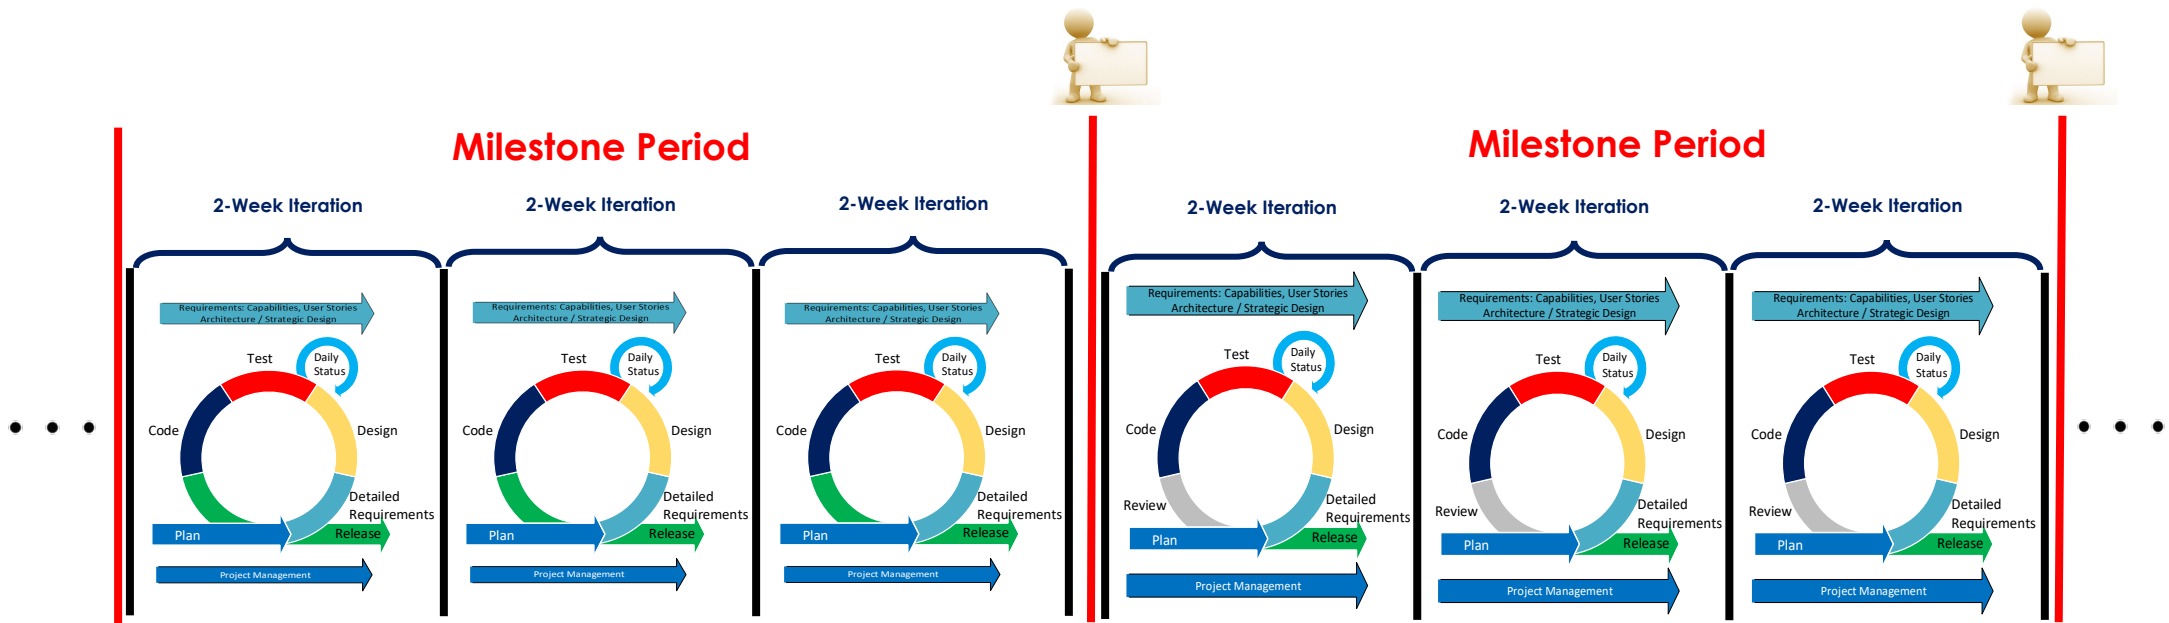 Milestone Period
2-Week Iteration
Requirements: Capabilities, User Stories
Architecture / Strategic Design
Test
Daily
Status
Code
Design
Detailed
Requirements
Plan
Release
Project Management
2-Week Iteration
Requirements: Capabilities, User Stories
Architecture / Strategic Design
Test
Daily
Status
Code
Design
Detailed
Requirements
Plan
Release
Project Management
2-Week Iteration
Requirements: Capabilities, User Stories
Architecture / Strategic Design
Test
Daily
Status
Code
Design
Detailed
Requirements
Plan
Release
Project Management
Milestone Period
2-Week Iteration
Requirements: Capabilities, User Stories
Architecture / Strategic Design
Test
Daily
Status
Code
Design
Review
Detailed
Requirements
Plan
Release
Project Management
2-Week Iteration
Requirements: Capabilities, User Stories
Architecture / Strategic Design
Test
Daily
Status
Code
Design
Review
Detailed
Requirements
Plan
Release
Project Management
2-Week Iteration
Requirements: Capabilities, User Stories
Architecture / Strategic Design
Test
Daily
Status
Code
Design
Review
Detailed
Requirements
Plan
Release
Project Management